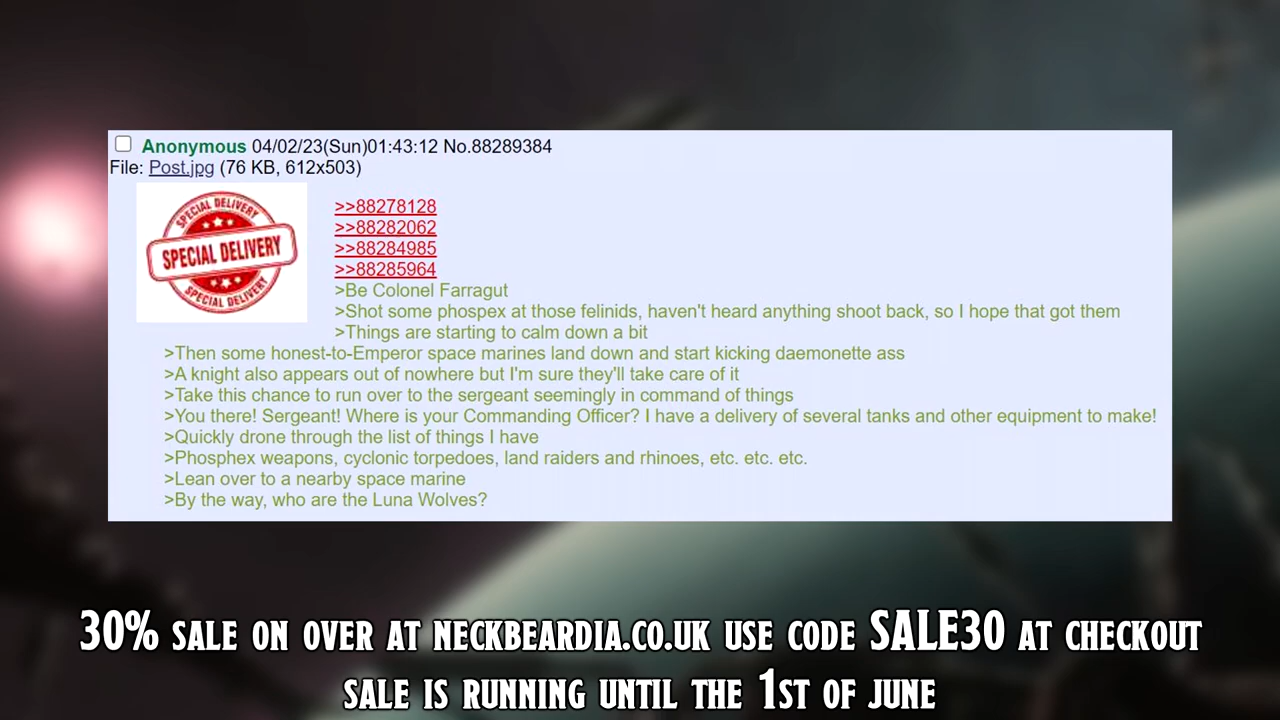 Anonymous 04/02/23(Sun)01:43:12 No.88289384
File: Post.jpg (76 KB, 612x503)
SPECIAL DELIVERY
SPECIAL DELIVERY
SPECIAL DELIVERY
>>88278128
>>88282062
>>88284985
>>88285964
>Be Colonel Farragut
>Shot some phospex at those felinids, haven't heard anything shoot back, so I hope that got them
>Things are starting to calm down a bit
>Then some honest-to-Emperor space marines land down and start kicking daemonette ass
>A knight also appears out of nowhere but I'm sure they'll take care of it
>Take this chance to run over to the sergeant seemingly in command of things
>You there! Sergeant! Where is your Commanding Officer? I have a delivery of several tanks and other equipment to make!
>Quickly drone through the list of things I have
>Phosphex weapons, cyclonic torpedoes, land raiders and rhinoes, etc. etc. etc.
>Lean over to a nearby space marine
>By the way, who are the Luna Wolves?
30% SALE ON OVER AT NECKBEARDIA.CO.UK USE CODE SALE30 AT CHECKOUT
SALE IS RUNNING UNTIL THE 1ST OF JUNE